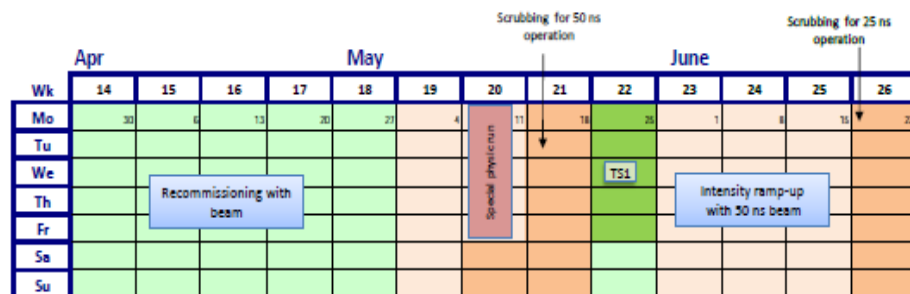 Scrubbing for 50 ns
operation
Scrubbing for 25 ns
operation
Apr May June
Wk 14 15 16 17 18 19 20 21 22 23 24 25 26
Mo 30 6 13 20 27 4 11 18 25 1 8 15
Tu
We
Th
Fr
Sa
Su
Recommissioning with
beam
Special physic run
TS1
Intensity ramp-up
with 50 ns beam